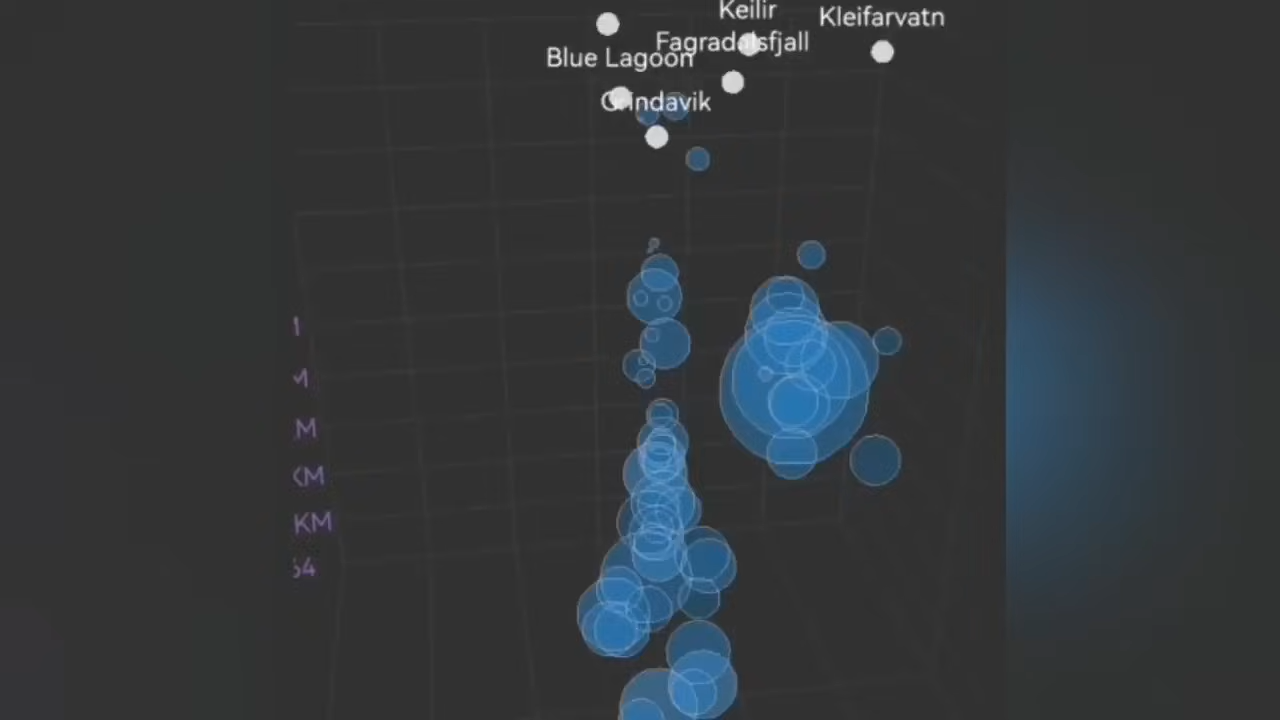 Keilir
Kleifarvatn
Fagradalsfjall
Blue Lagoon
Grindavik
M
KM
KM